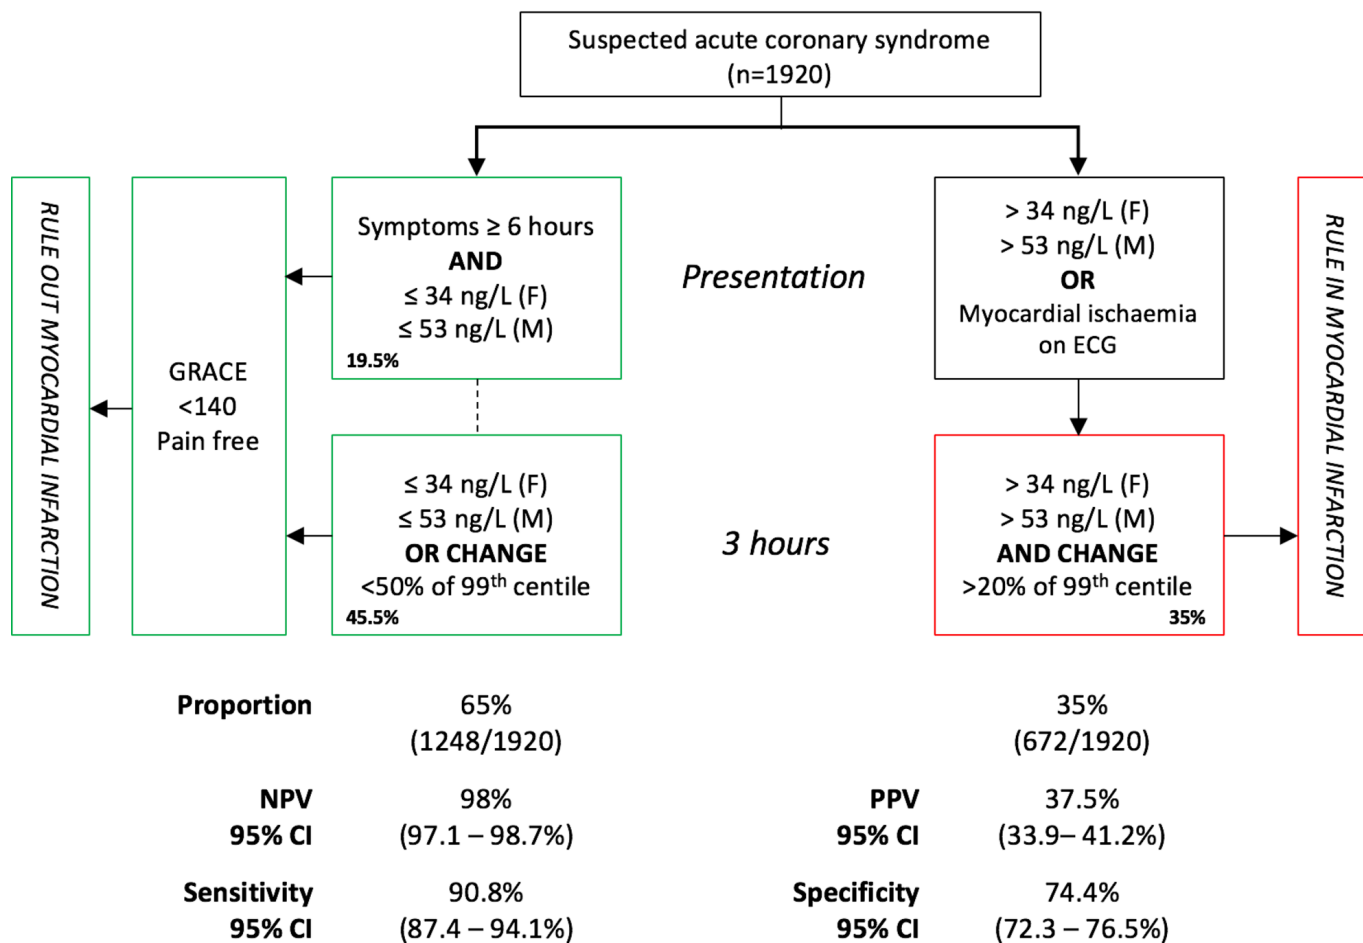 Suspected acute coronary syndrome
(n=1920)
RULE OUT MYOCARDIAL INFARCTION
GRACE
<140
Pain free
Symptoms ≥ 6 hours
AND
≤ 34 ng/L (F)
≤ 53 ng/L (M)
19.5%
Presentation
> 34 ng/L (F)
> 53 ng/L (M)
OR
Myocardial ischaemia
on ECG
RULE IN MYOCARDIAL INFARCTION
≤ 34 ng/L (F)
≤ 53 ng/L (M)
OR CHANGE
<50% of 99th centile
45.5%
3 hours
> 34 ng/L (F)
> 53 ng/L (M)
AND CHANGE
>20% of 99th centile
35%
Proportion 65% 35%
(1248/1920) (672/1920)
NPV 98% PPV 37.5%
95% CI (97.1 – 98.7%) 95% CI (33.9– 41.2%)
Sensitivity 90.8% Specificity 74.4%
95% CI (87.4 – 94.1%) 95% CI (72.3 – 76.5%)